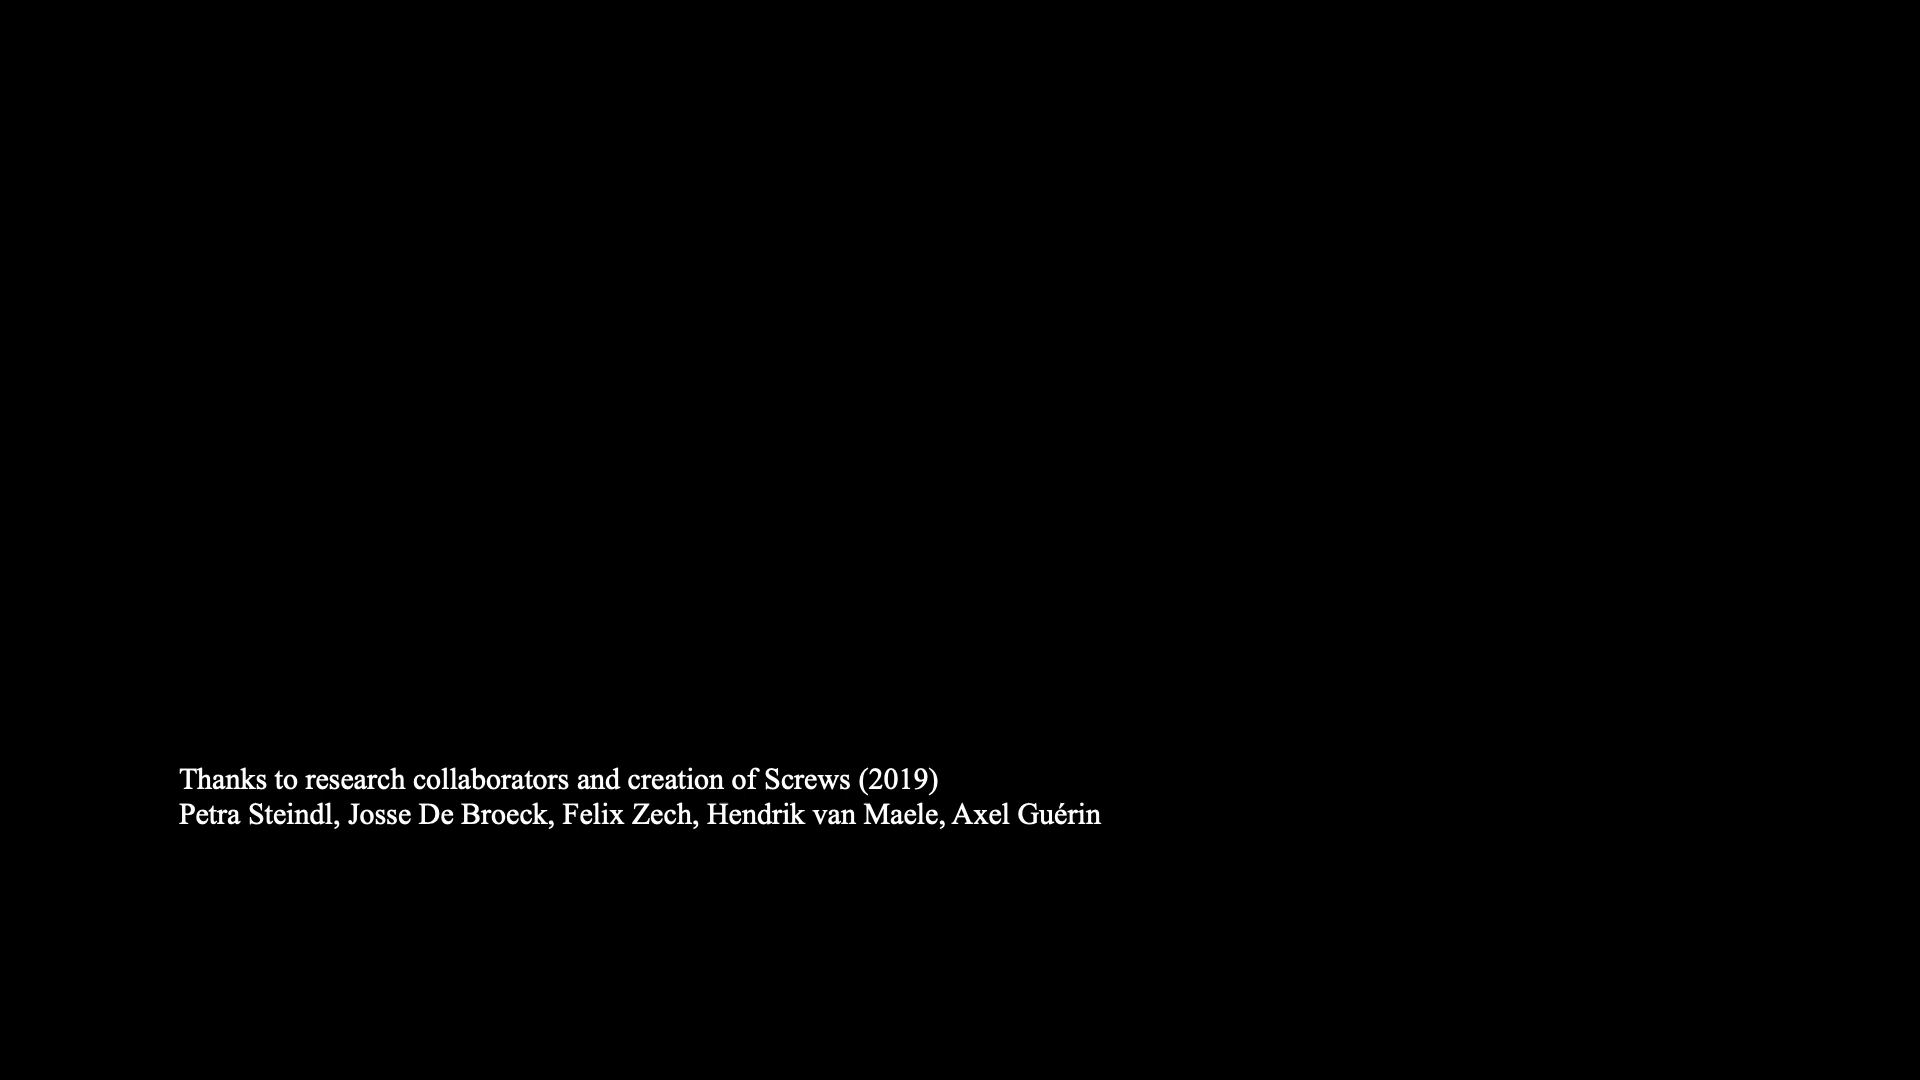 Thanks to research collaborators and creation of Screws (2019)
Petra Steindl, Josse De Broeck, Felix Zech, Hendrik van Maele, Axel Guérin